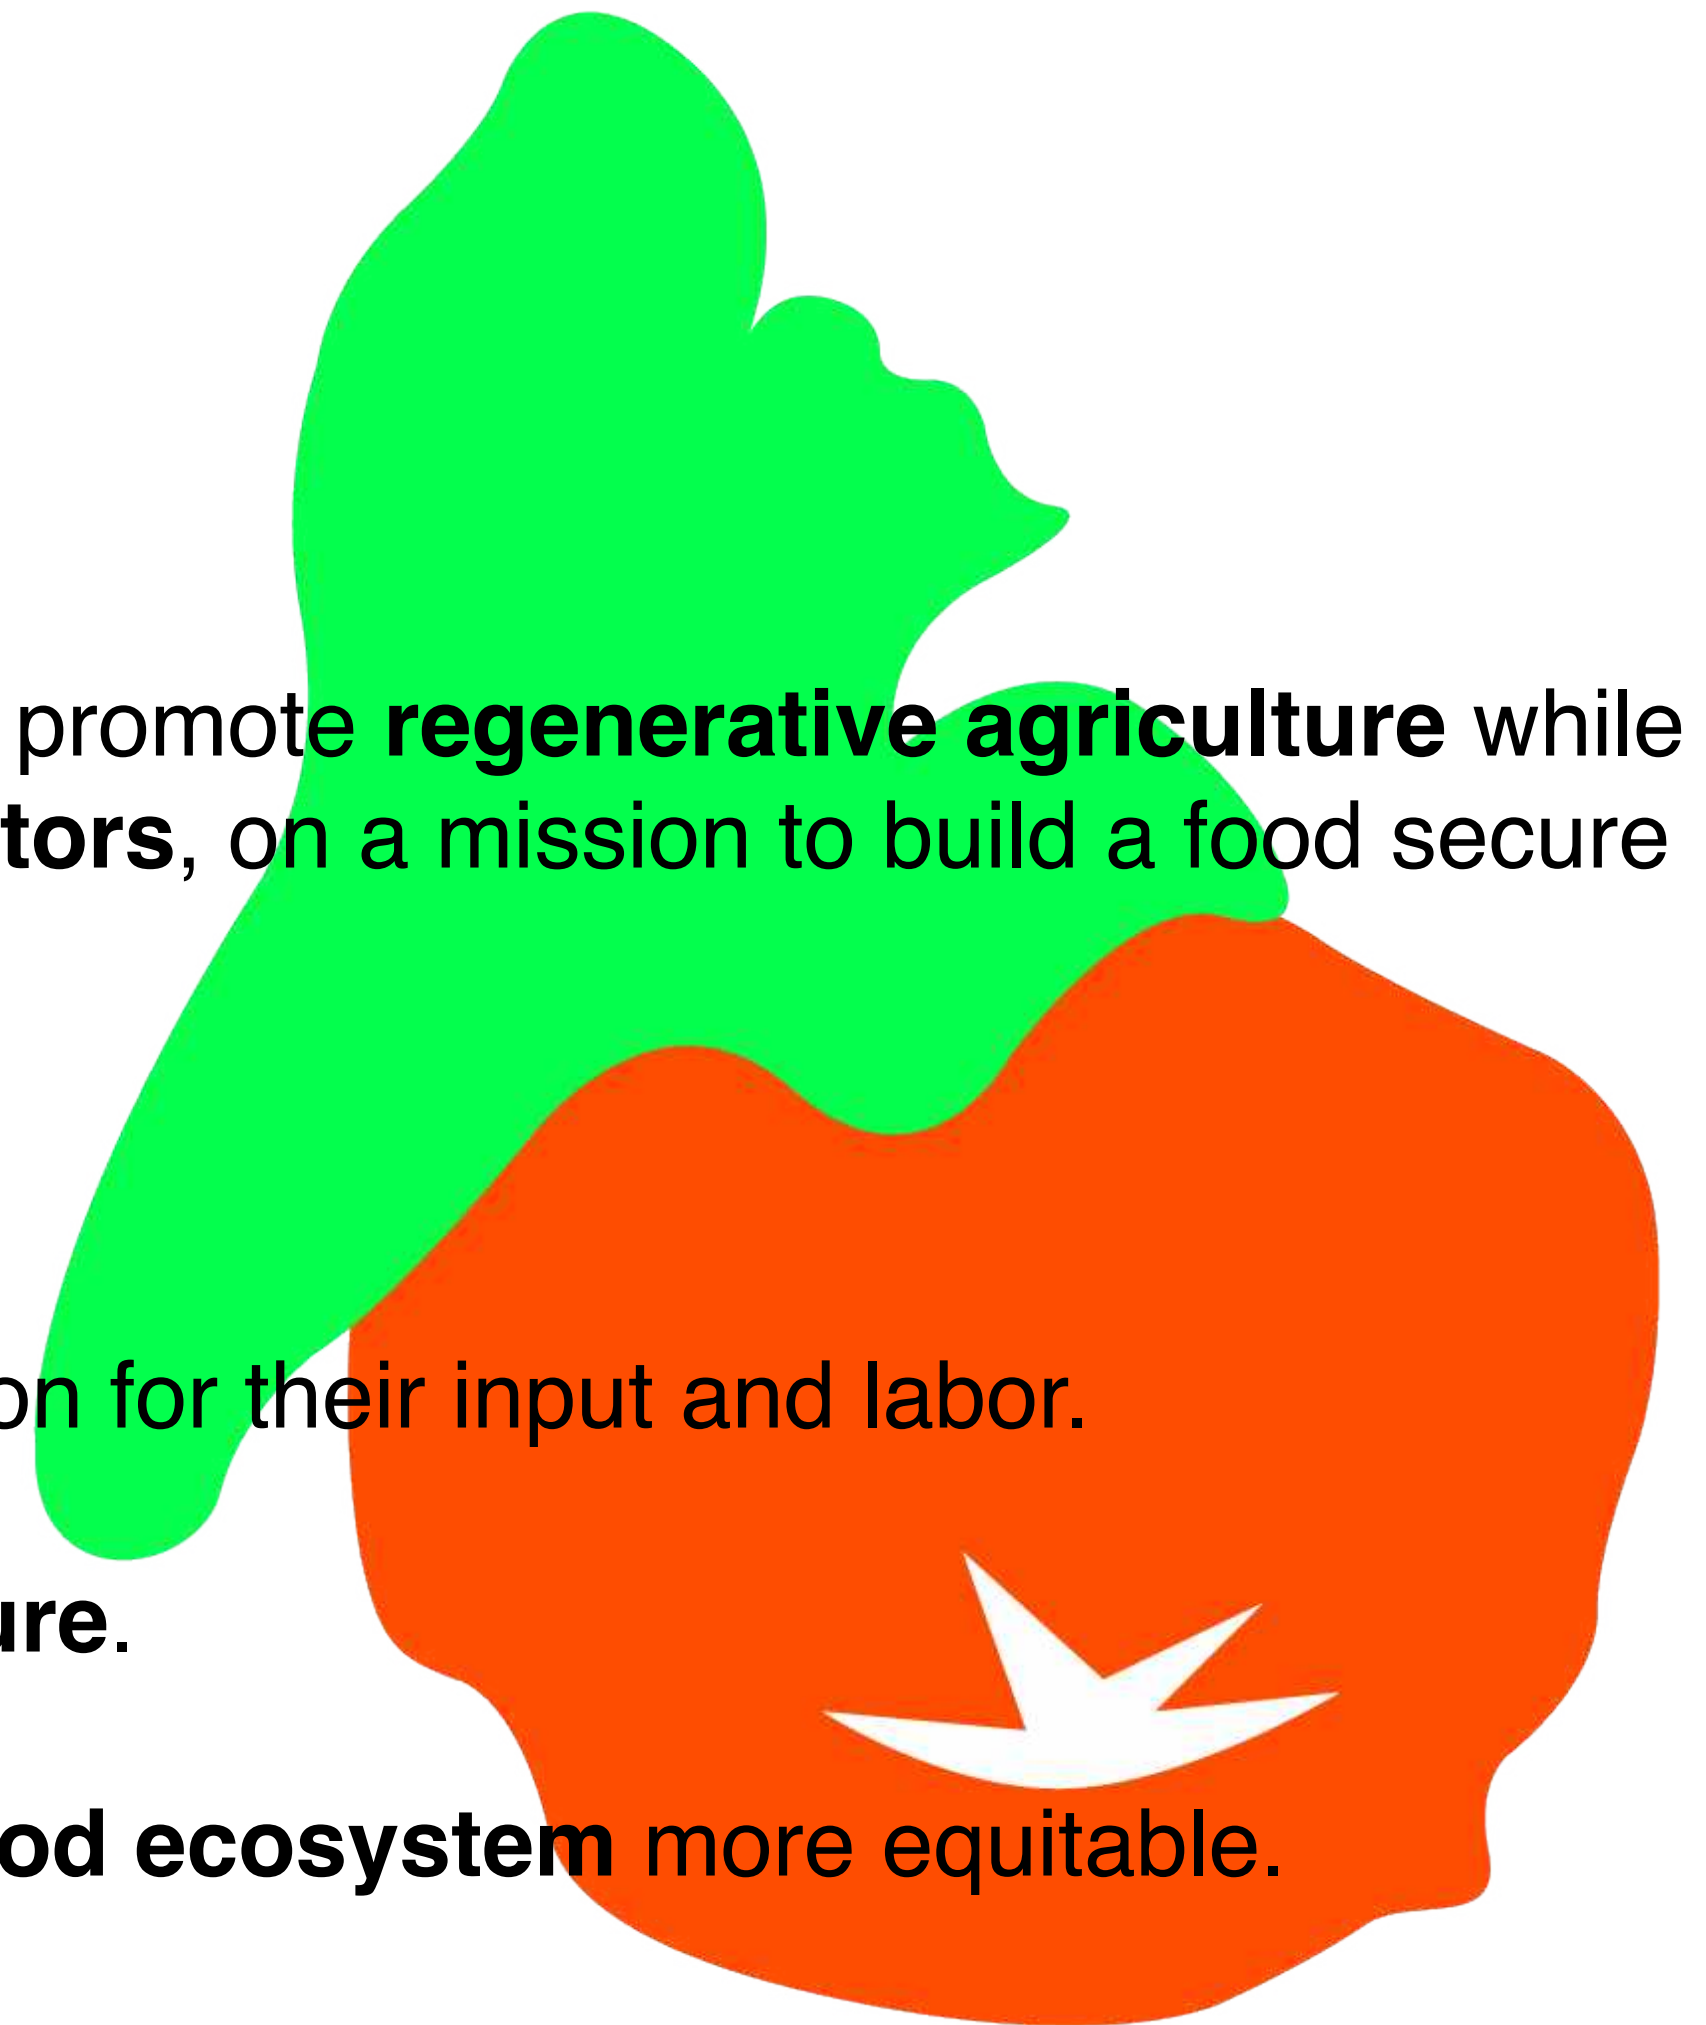 promote regenerative agriculture while
tors, on a mission to build a food secure
on for their input and labor.
ure.
od ecosystem more equitable.